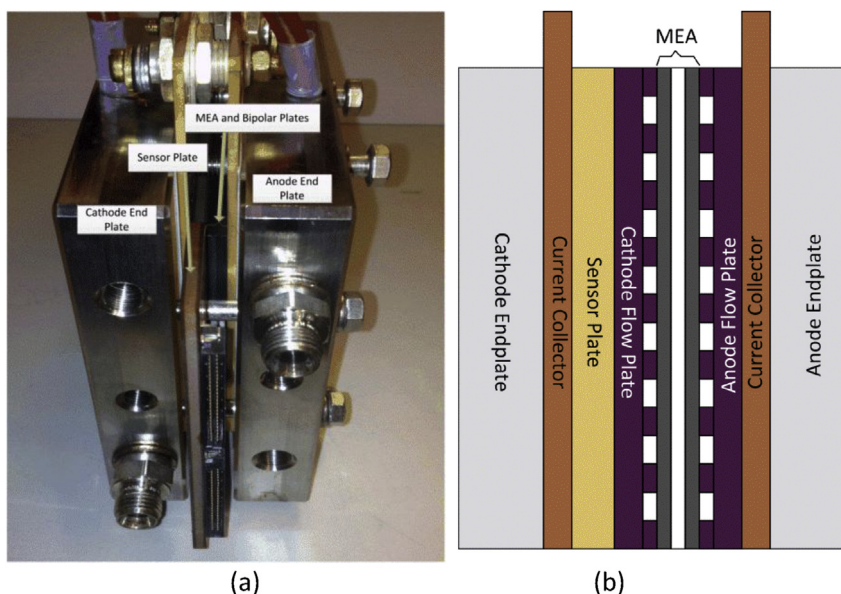 MEA and Bipolar Plates
Sensor Plate
Anode End
Plate
Cathode End
Plate
(a)
MEA
Cathode Endplate
Current Collector
Sensor Plate
Cathode Flow Plate
Anode Flow Plate
Current Collector
Anode Endplate
(b)